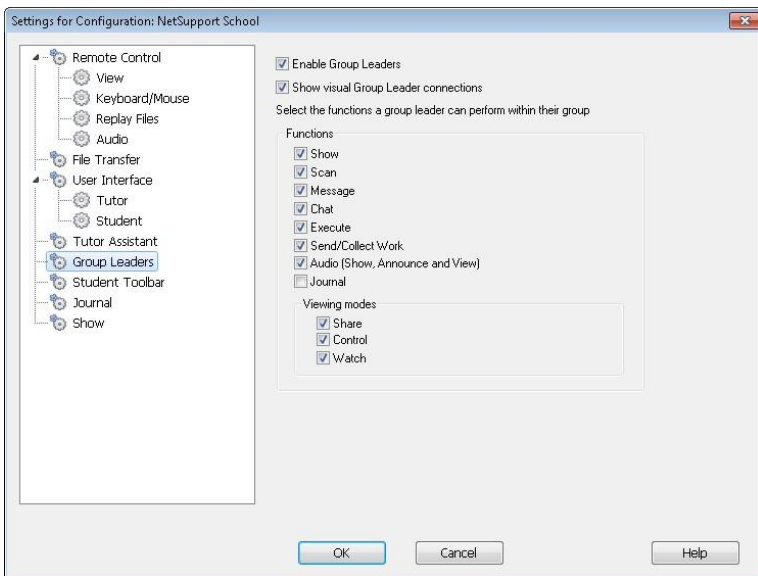 Settings for Configuration: NetSupport School
Remote Control
View
Keyboard/Mouse
Replay Files
Audio
File Transfer
User Interface
Tutor
Student
Tutor Assistant
Group Leaders
Student Toolbar
Journal
Show
Enable Group Leaders
Show visual Group Leader connections
Select the functions a group leader can perform within their group
Functions
Show
Scan
Message
Chat
Execute
Send/Collect Work
Audio (Show, Announce and View)
Journal
Viewing modes
Share
Control
Watch
OK
Cancel
Help